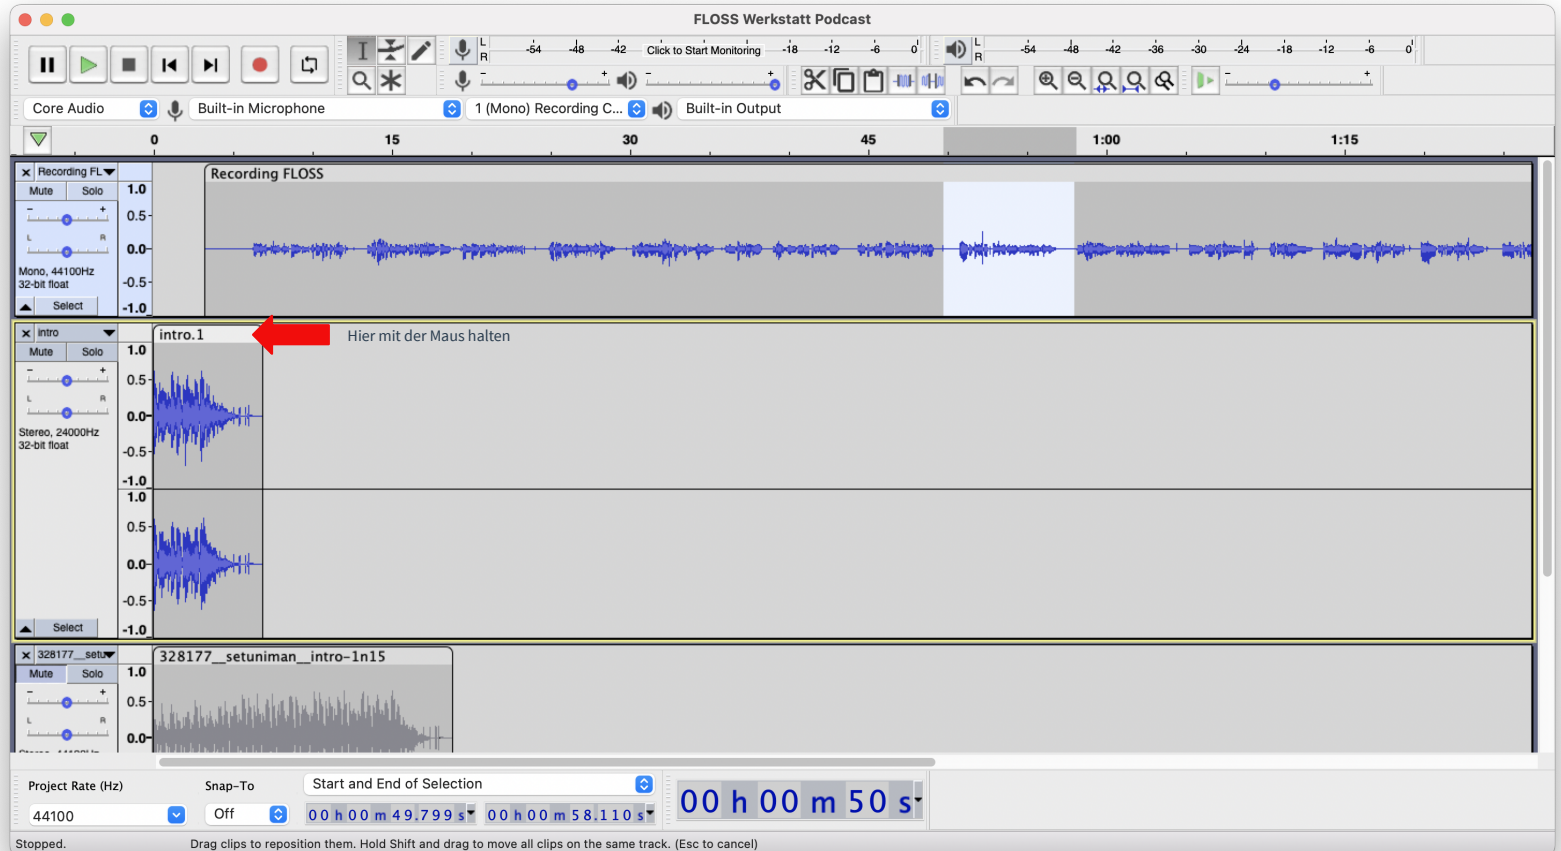 FLOSS Werkstatt Podcast
L
R
-54 -48 -42 Click to Start Monitoring -18 -12 -6 0
L
R
-54 -48 -42 -36 -30 -24 -18 -12 -6 0
- +
- +
- +
Core Audio Built-in Microphone 1 (Mono) Recording C... Built-in Output
0 15 30 45 1:00 1:15
Recording FL
Recording FLOSS
Mute Solo
- +
L R
Mono, 44100Hz
32-bit float
Select
1.0
0.5-
0.0-
-0.5-
-1.0
intro
intro.1
Hier mit der Maus halten
Mute Solo
- +
L R
Stereo, 24000Hz
32-bit float
Select
1.0
0.5-
0.0-
-0.5-
-1.0
1.0
0.5-
0.0-
-0.5-
-1.0
328177__setu
328177__setuniman__intro-1n15
Mute Solo
- +
L R
1.0
0.5-
0.0-
Project Rate (Hz) Snap-To Start and End of Selection
44100 Off 00 h 00 m 49.799 s 00 h 00 m 58.110 s
00 h 00 m 50 s
Stopped. Drag clips to reposition them. Hold Shift and drag to move all clips on the same track. (Esc to cancel)